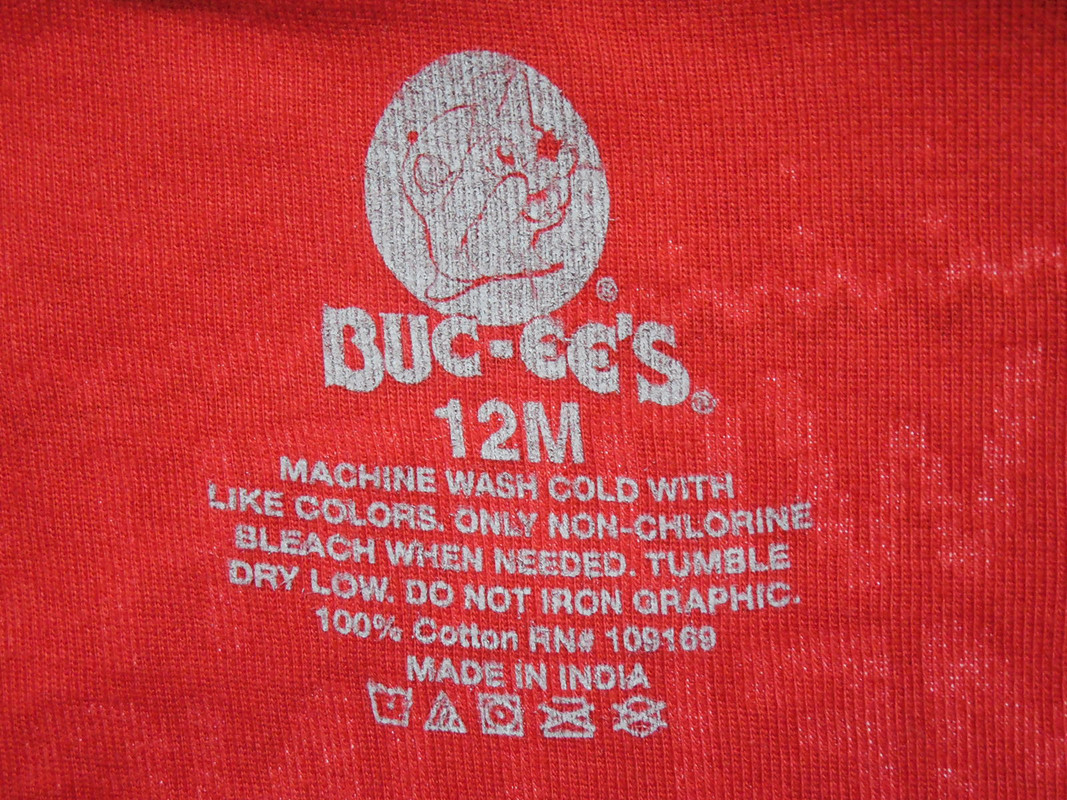 ®
BUC-EE'S®
12M
MACHINE WASH COLD WITH
LIKE COLORS. ONLY NON-CHLORINE
BLEACH WHEN NEEDED. TUMBLE
DRY LOW. DO NOT IRON GRAPHIC.
100% Cotton RN# 109169
MADE IN INDIA